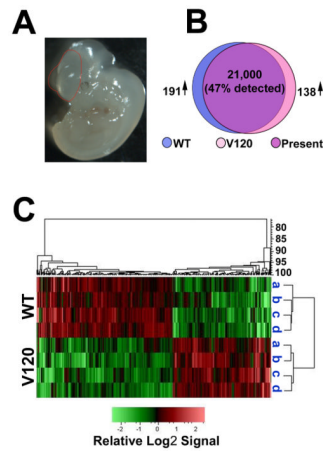 A
B
21,000
(47% detected)
191
138
WT
V120
Present
C
80
85
90
95
100
WT
V120
a
b
c
d
a
b
c
d
-2
-1
0
1
2
Relative Log2 Signal